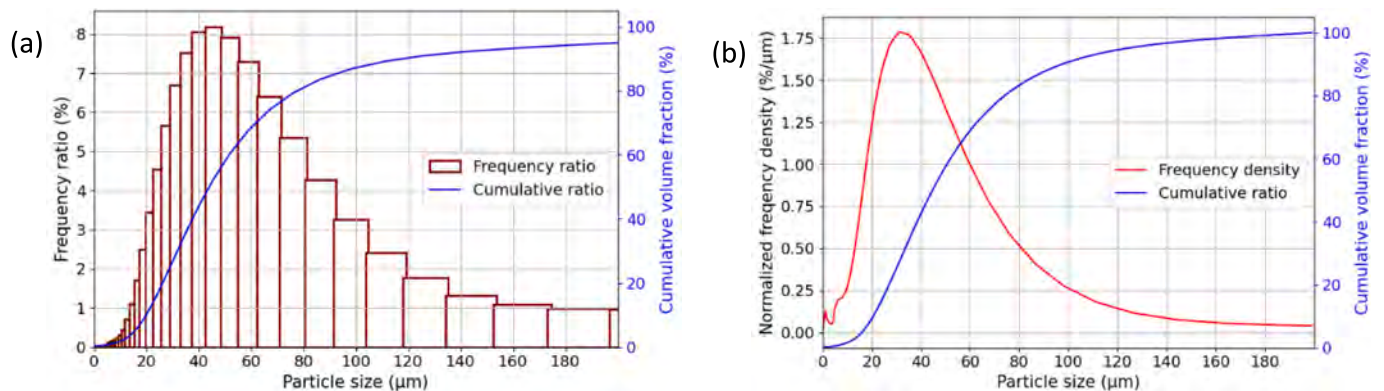 (a)
Frequency ratio (%)
8
7
6
5
4
3
2
1
0
0 20 40 60 80 100 120 140 160 180
Particle size (μm)
100
80
60
40
20
0
Cumulative volume fraction (%)
Frequency ratio
Cumulative ratio
(b)
Normalized freqency density (%/μm)
1.75
1.50
1.25
1.00
0.75
0.50
0.25
0.00
0 20 40 60 80 100 120 140 160 180
Particle size (μm)
100
80
60
40
20
0
Cumulative volume fraction (%)
Frequency density
Cumulative ratio